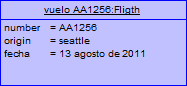 vuelo AA1256:Fligth
number = AA1256
origin = seattle
fecha = 13 agosto de 2011